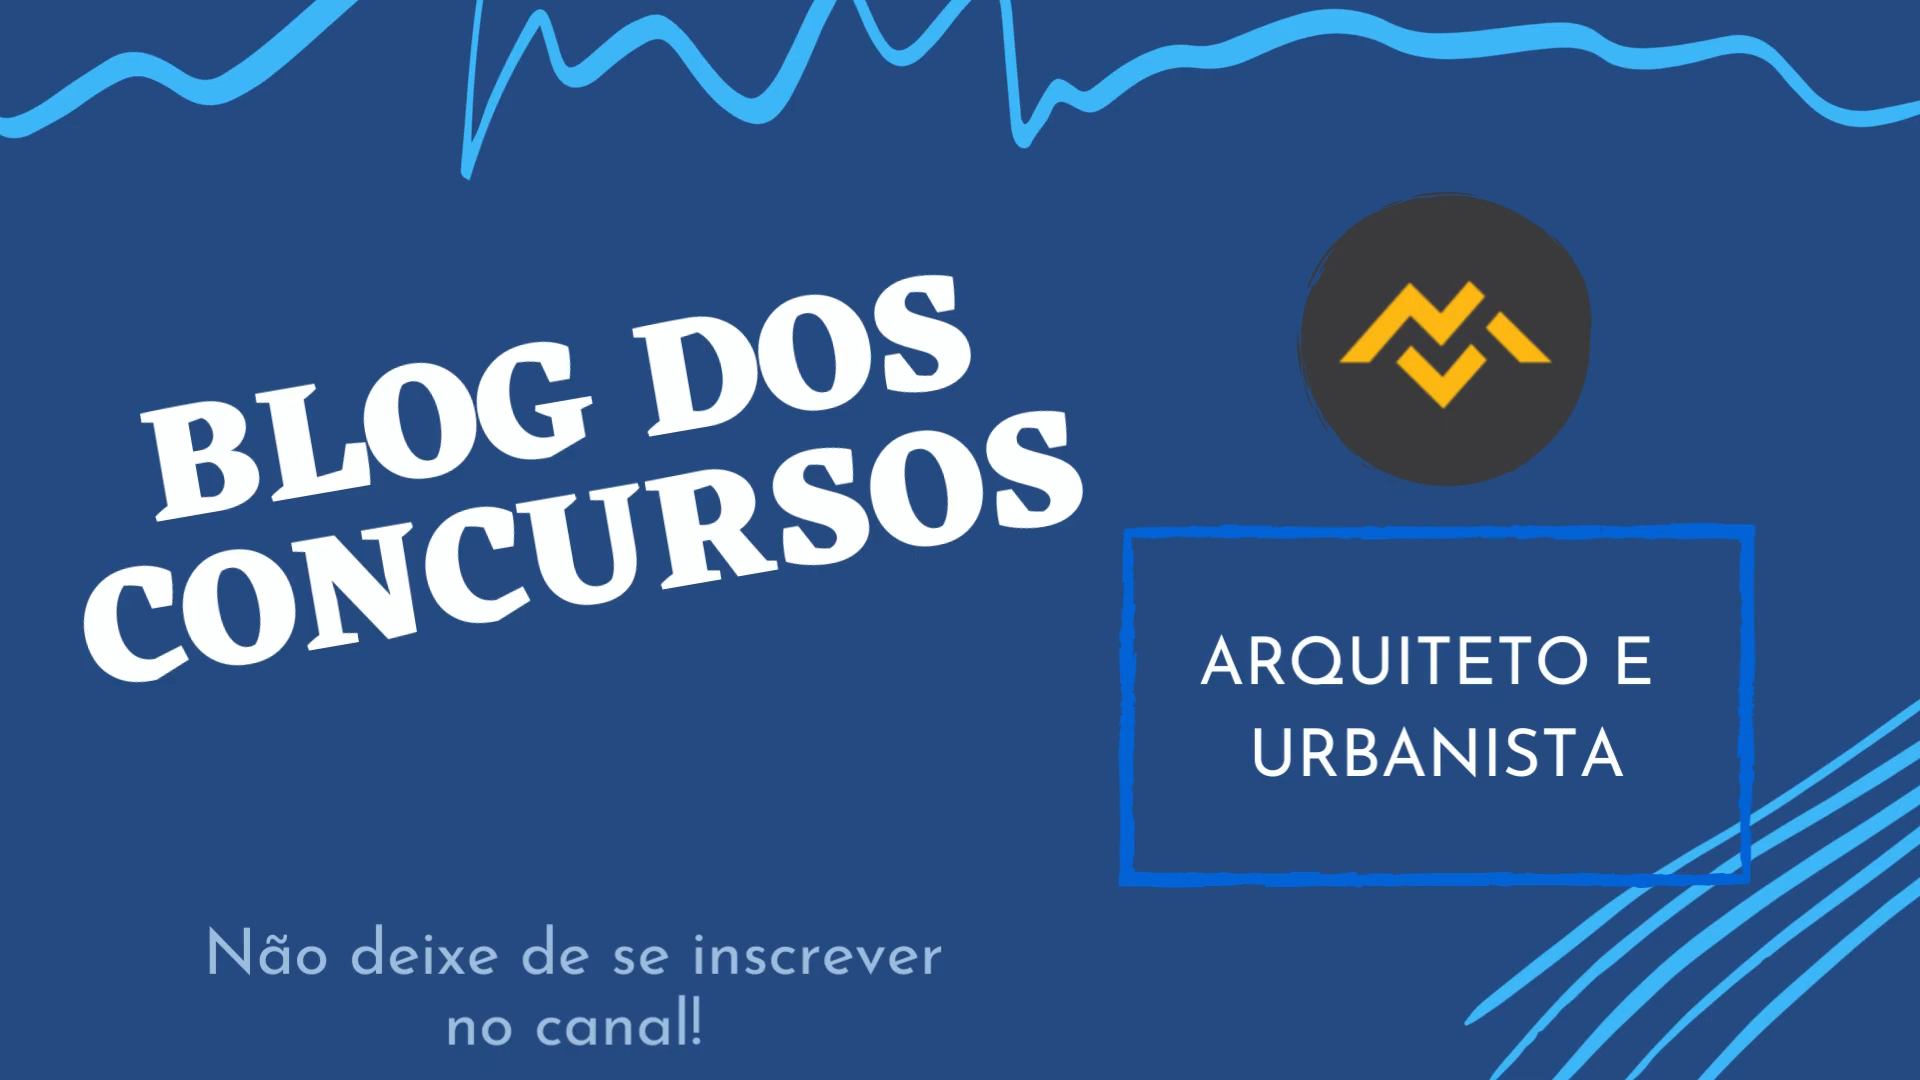 BLOG DOS
CONCURSOS
ARQUITETO E
URBANISTA
Não deixe de se inscrever
no canal!